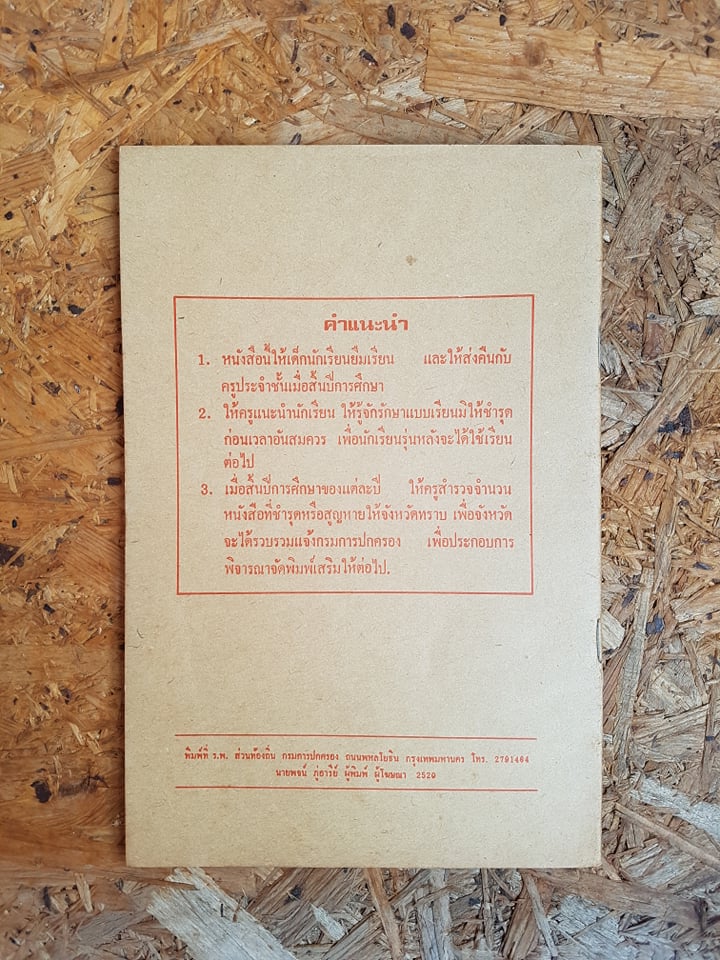 คำแนะนำ
1. หนังสือนี้ให้เด็กนักเรียนยืมเรียน และให้ส่งคืนกับ
ครูประจำชั้นเมื่อสิ้นปีการศึกษา
2. ให้ครูแนะนำนักเรียน ให้รู้จักรักษาแบบเรียนมิให้ชำรุด
ก่อนเวลาอันสมควร เพื่อนักเรียนรุ่นหลังจะได้ใช้เรียน
ต่อไป
3. เมื่อสิ้นปีการศึกษาของแต่ละปี ให้ครูสำรวจจำนวน
หนังสือที่ชำรุดหรือสูญหายให้จังหวัดทราบ เพื่อจังหวัด
จะได้รวบรวมแจ้งกรมการปกครอง เพื่อประกอบการ
พิจารณาจัดพิมพ์เสริมให้ต่อไป.
พิมพ์ที่ ร.พ. ส่วนท้องถิ่น กรมการปกครอง ถนนพหลโยธิน กรุงเทพมหานคร โทร. 2791464
นายพจน์ ภู่อารีย์ ผู้พิมพ์ ผู้โฆษณา 2520